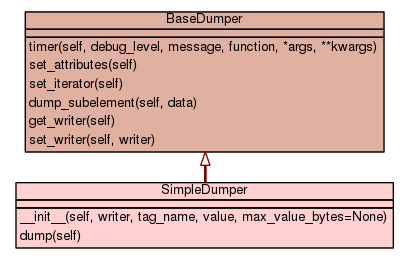 BaseDumper
timer(self, debug_level, message, function, *args, **kwargs)
set_attributes(self)
set_iterator(self)
dump_subelement(self, data)
get_writer(self)
set_writer(self, writer)
SimpleDumper
__init__(self, writer, tag_name, value, max_value_bytes=None)
dump(self)